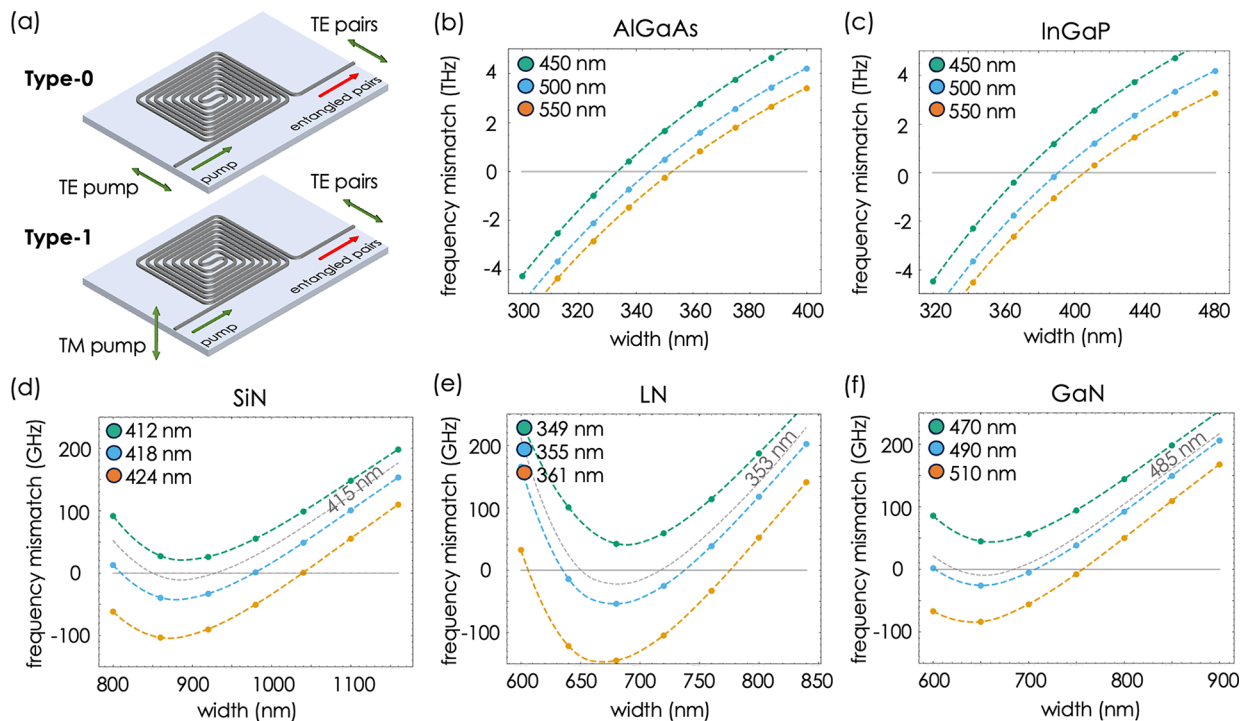 (a)
TE pairs
Type-0
entangled pairs
pump
TE pump
TE pairs
Type-1
entangled pairs
pump
TM pump
(b)
AlGaAs
450 nm
500 nm
550 nm
frequency mismatch (THz)
4
2
0
-2
-4
300 320 340 360 380 400
width (nm)
(c)
InGaP
450 nm
500 nm
550 nm
frequency mismatch (THz)
4
2
0
-2
-4
320 360 400 440 480
width (nm)
(d)
SiN
412 nm
418 nm
424 nm
415 nm
frequency mismatch (GHz)
200
100
0
-100
800 900 1000 1100
width (nm)
(e)
LN
349 nm
355 nm
361 nm
353 nm
frequency mismatch (GHz)
200
100
0
-100
600 650 700 750 800 850
width (nm)
(f)
GaN
470 nm
490 nm
510 nm
485 nm
frequency mismatch (GHz)
200
100
0
-100
600 700 800 900
width (nm)